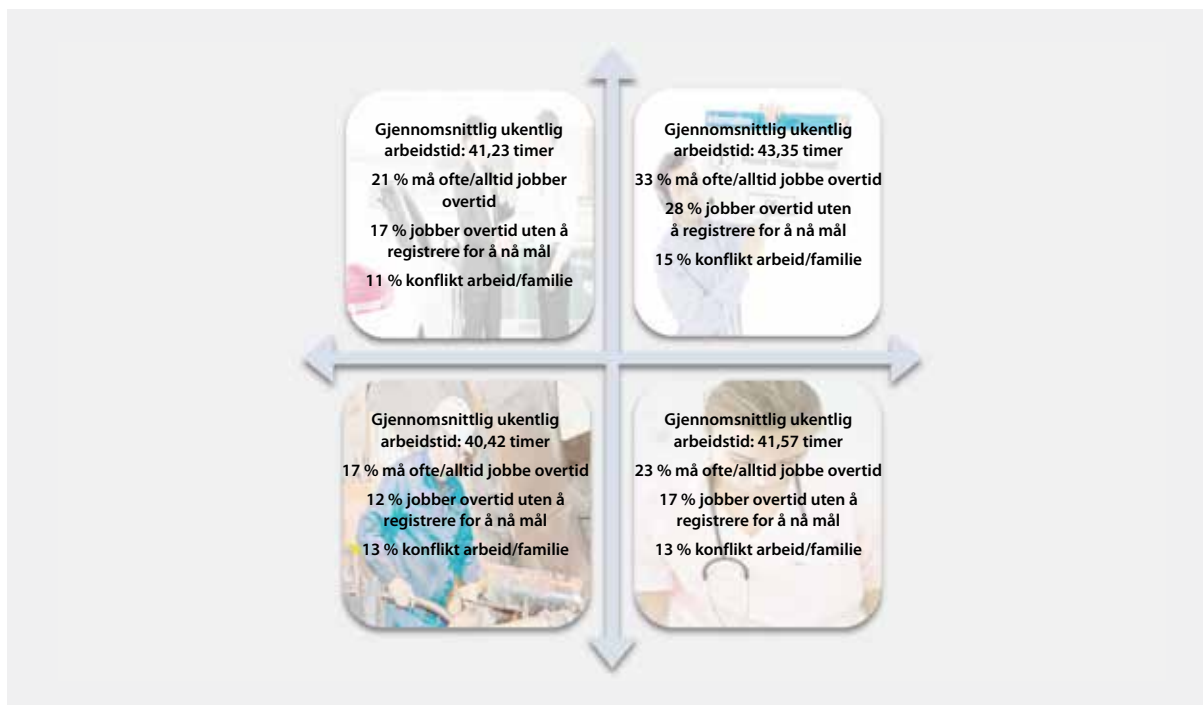 Gjennomsnittlig ukentlig
arbeidstid: 41,23 timer
21 % må ofte/alltid jobber
overtid
17 % jobber overtid uten å
registrere for å nå mål
11 % konflikt arbeid/familie
Gjennomsnittlig ukentlig
arbeidstid: 43,35 timer
33 % må ofte/alltid jobbe overtid
28 % jobber overtid uten
å registrere for å nå mål
15 % konflikt arbeid/familie
Gjennomsnittlig ukentlig
arbeidstid: 40,42 timer
17 % må ofte/alltid jobbe overtid
12 % jobber overtid uten å
registrere for å nå mål
13 % konflikt arbeid/familie
Gjennomsnittlig ukentlig
arbeidstid: 41,57 timer
23 % må ofte/alltid jobbe overtid
17 % jobber overtid uten å
registrere for å nå mål
13 % konflikt arbeid/familie